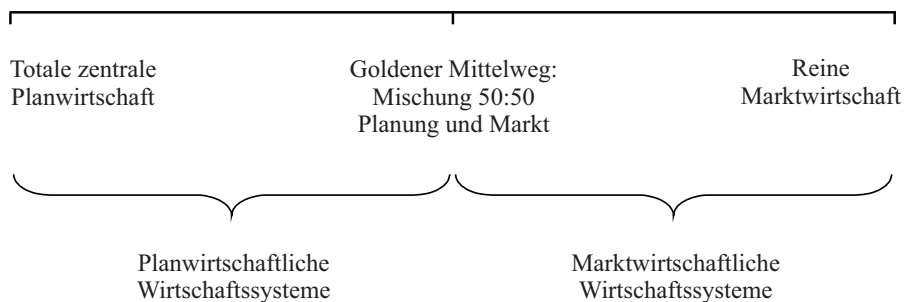 Totale zentrale
Planwirtschaft
Goldener Mittelweg:
Mischung 50:50
Planung und Markt
Reine
Marktwirtschaft
Planwirtschaftliche
Wirtschaftssysteme
Marktwirtschaftliche
Wirtschaftssysteme